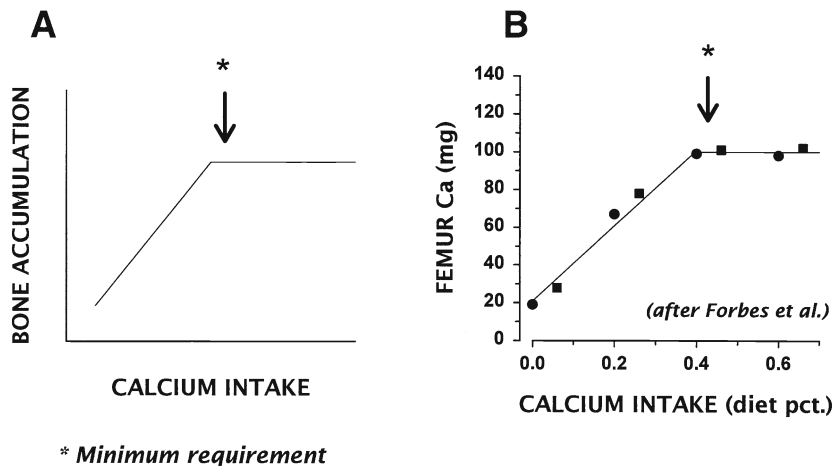 A
*
BONE ACCUMULATION
CALCIUM INTAKE
* Minimum requirement
B
*
FEMUR Ca (mg)
140
120
100
80
60
40
20
0
(after Forbes et al.)
0.0 0.2 0.4 0.6
CALCIUM INTAKE (diet pct.)